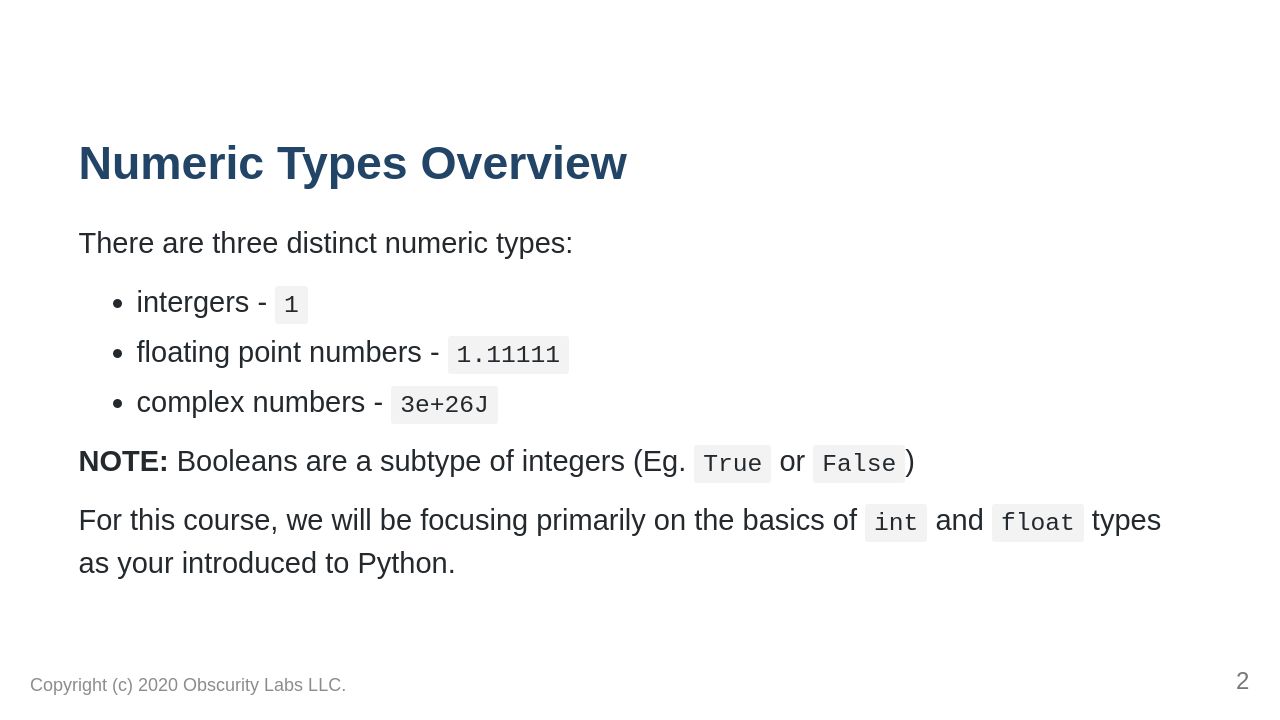 Numeric Types Overview
There are three distinct numeric types:
• intergers - 1
• floating point numbers - 1.11111
• complex numbers - 3e+26J
NOTE: Booleans are a subtype of integers (Eg. True or False)
For this course, we will be focusing primarily on the basics of int and float types
as your introduced to Python.
Copyright (c) 2020 Obscurity Labs LLC.
2